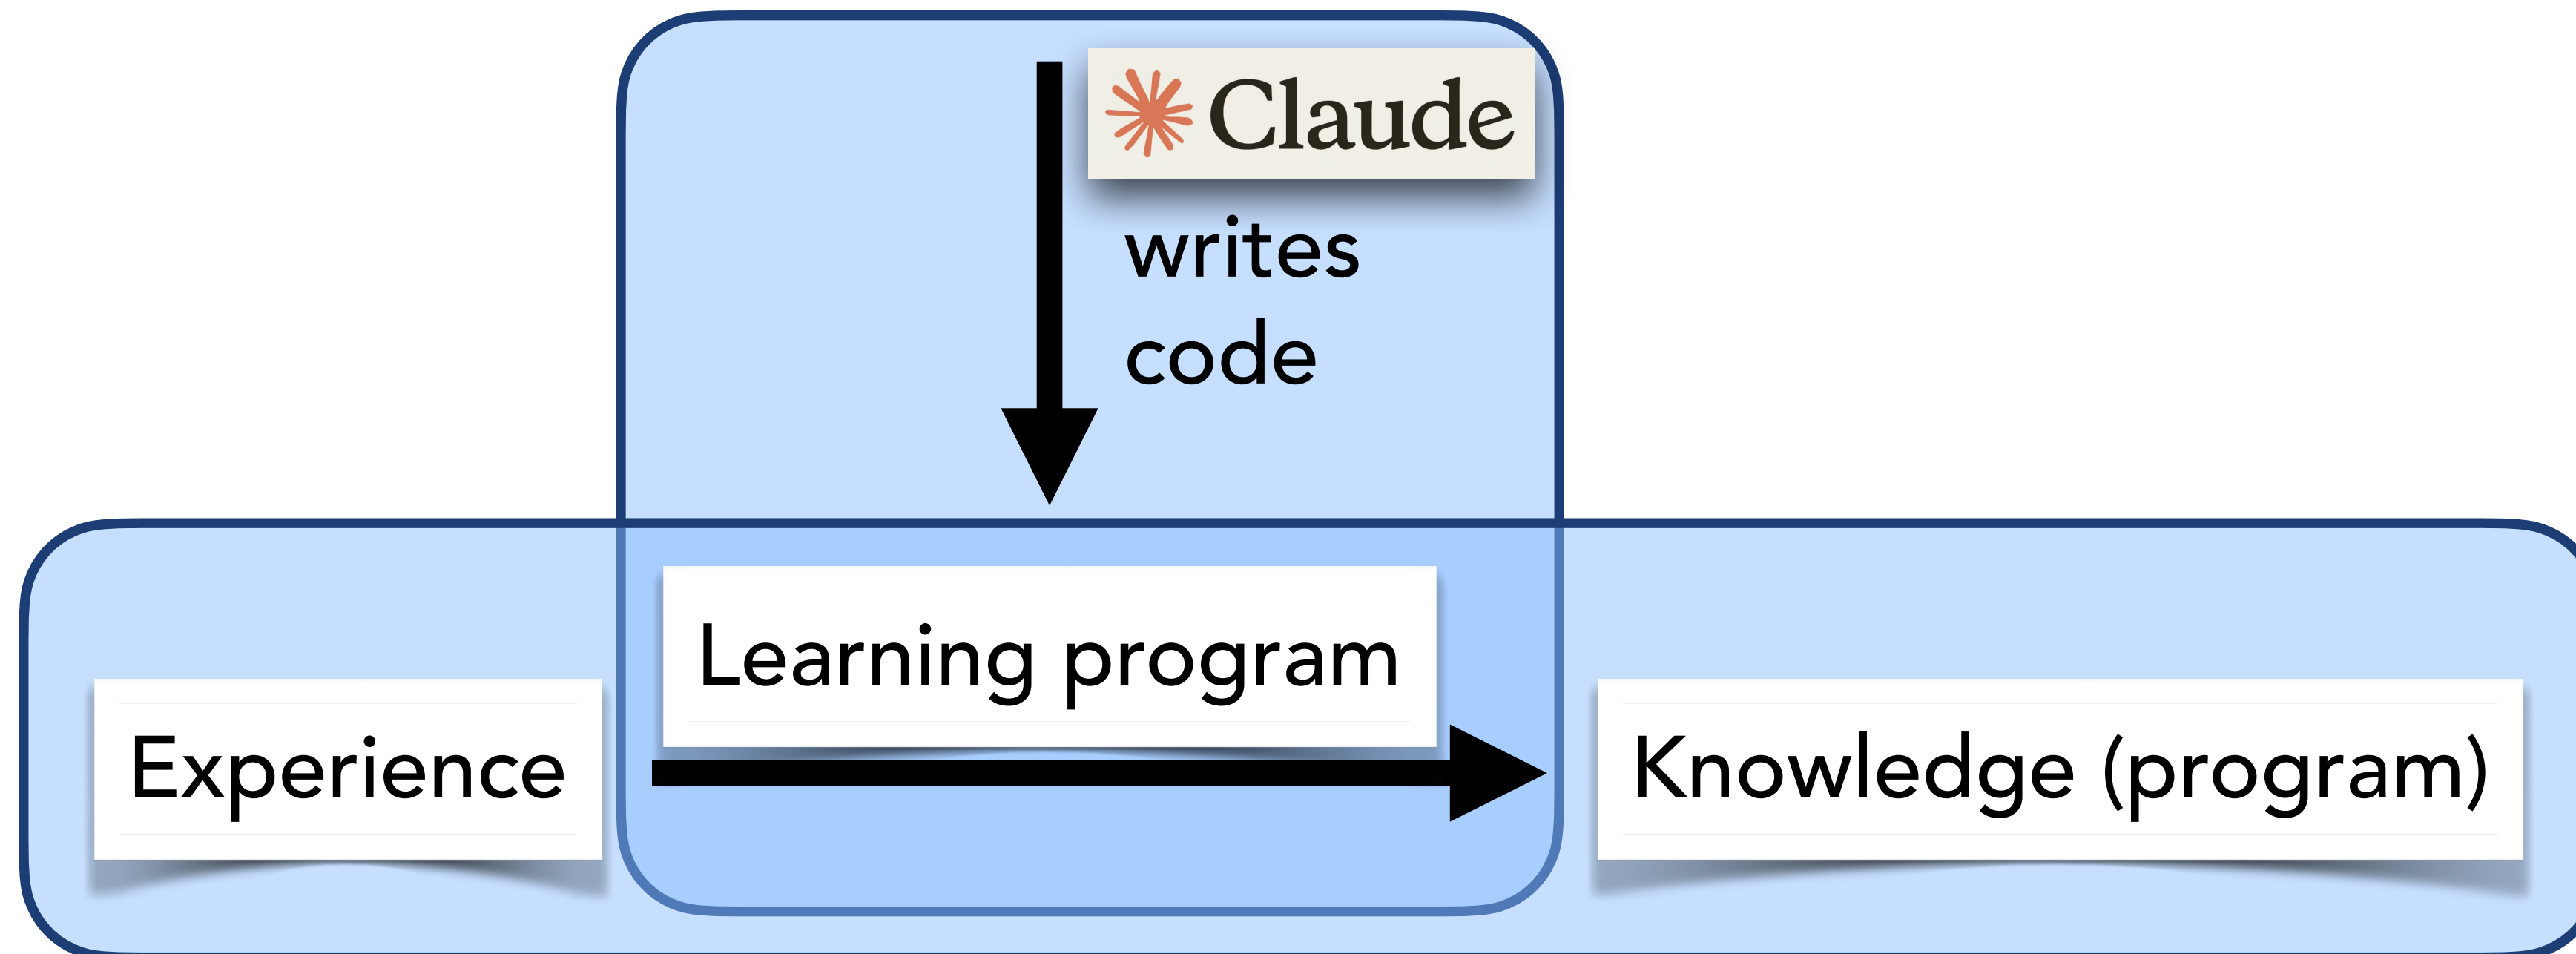 Claude
writes
code
Learning program
Experience
Knowledge (program)